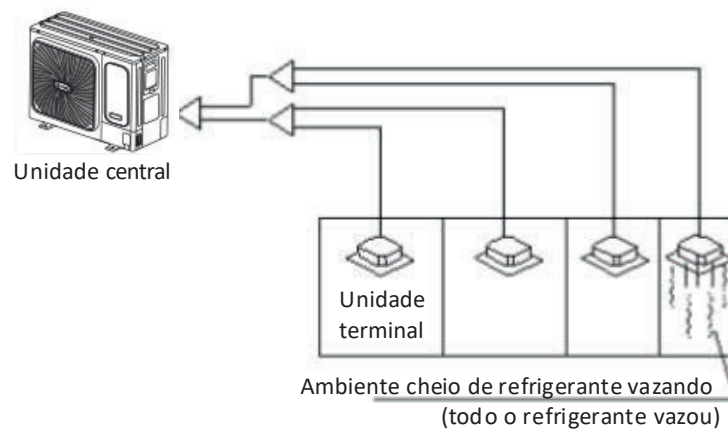 Unidade central
Unidade
terminal
Ambiente cheio de refrigerante vazando
(todo o refrigerante vazou)